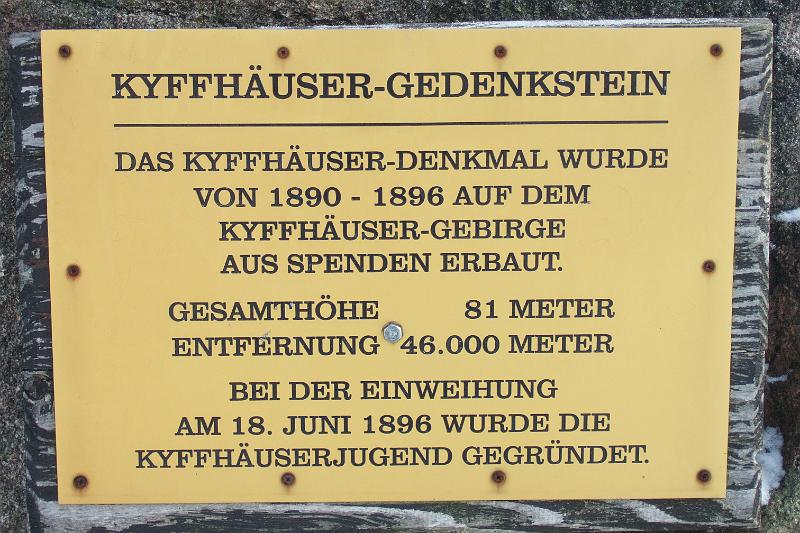 KYFFHÄUSER-GEDENKSTEIN
DAS KYFFHÄUSER-DENKMAL WURDE
VON 1890 - 1896 AUF DEM
KYFFHÄUSER-GEBIRGE
AUS SPENDEN ERBAUT.
GESAMTHÖHE 81 METER
ENTFERNUNG 46.000 METER
BEI DER EINWEIHUNG
AM 18. JUNI 1896 WURDE DIE
KYFFHÄUSERJUGEND GEGRÜNDET.